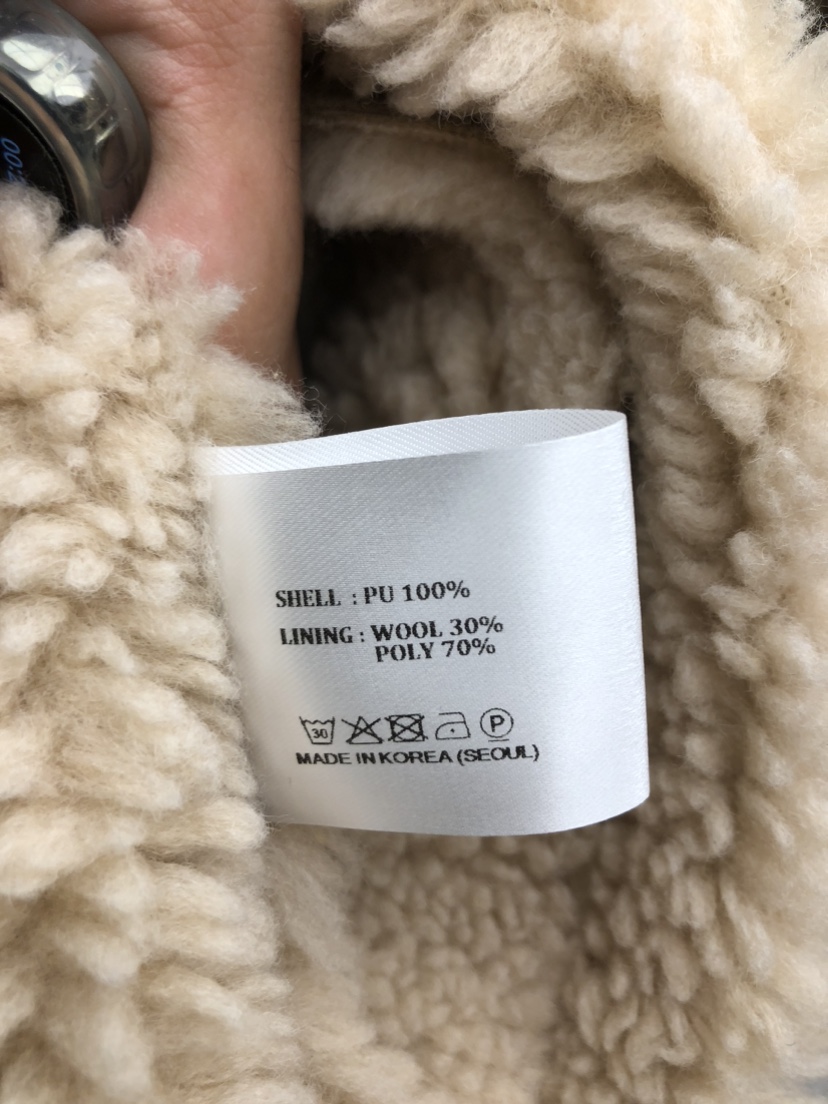 SHELL : PU 100%
LINING : WOOL 30%
POLY 70%
30 P
MADE IN KOREA (SEOUL)